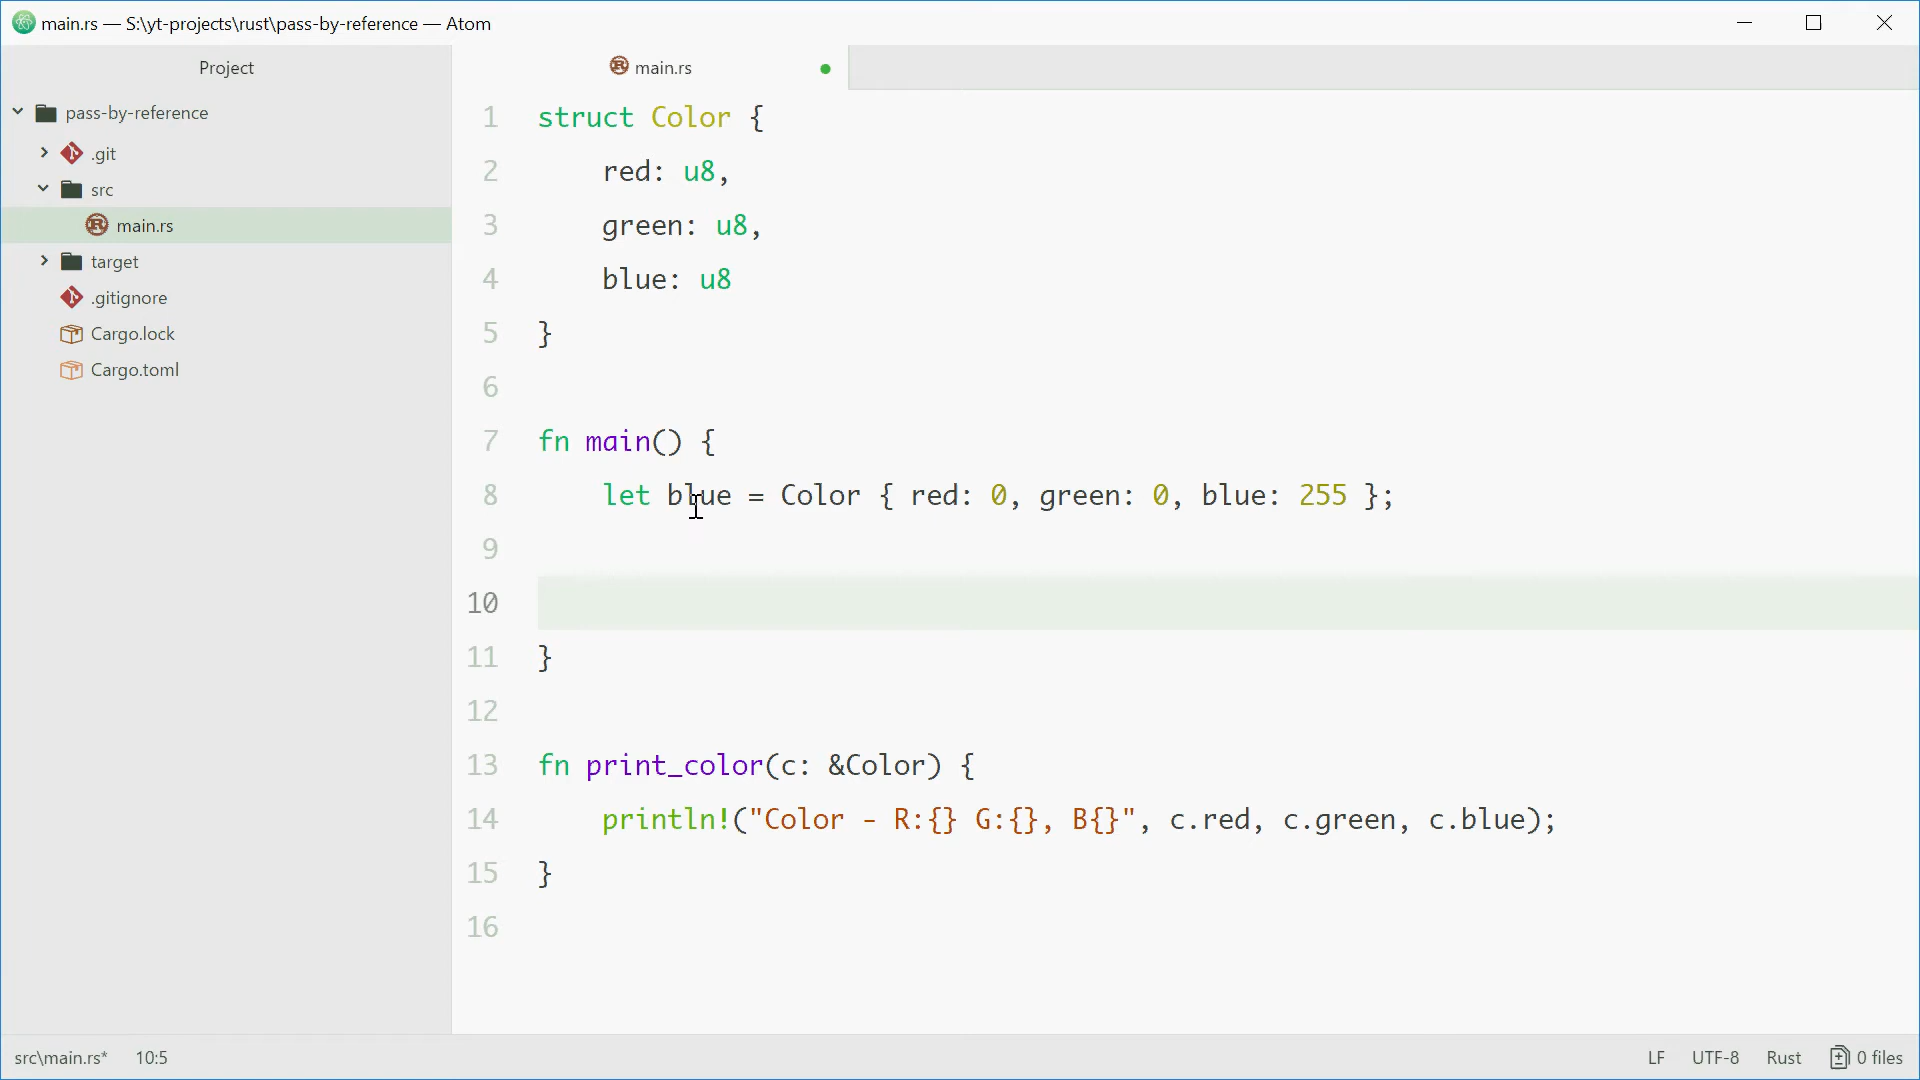 main.rs — S:\yt-projects\rust\pass-by-reference — Atom
Project
pass-by-reference
.git
src
main.rs
target
.gitignore
Cargo.lock
Cargo.toml
main.rs
1 struct Color {
2     red: u8,
3     green: u8,
4     blue: u8
5 }
6
7 fn main() {
8     let blue = Color { red: 0, green: 0, blue: 255 };
9
10
11 }
12
13 fn print_color(c: &Color) {
14     println!("Color - R:{} G:{}, B{}", c.red, c.green, c.blue);
15 }
16
src\main.rs* 10:5 LF UTF-8 Rust 0 files